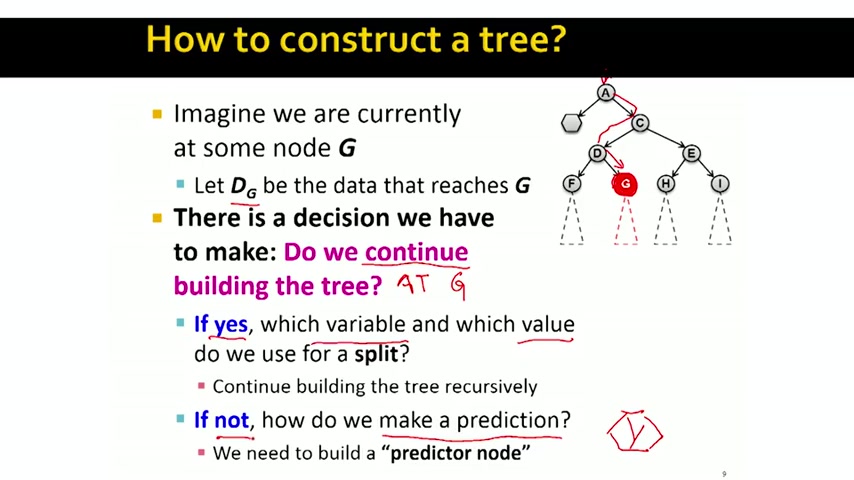 How to construct a tree?
Imagine we are currently
at some node G
Let DG be the data that reaches G
There is a decision we have
to make: Do we continue
building the tree? AT G
If yes, which variable and which value
do we use for a split?
Continue building the tree recursively
If not, how do we make a prediction?
We need to build a "predictor node"
A
C
D
E
F
G
H
I
Y
9